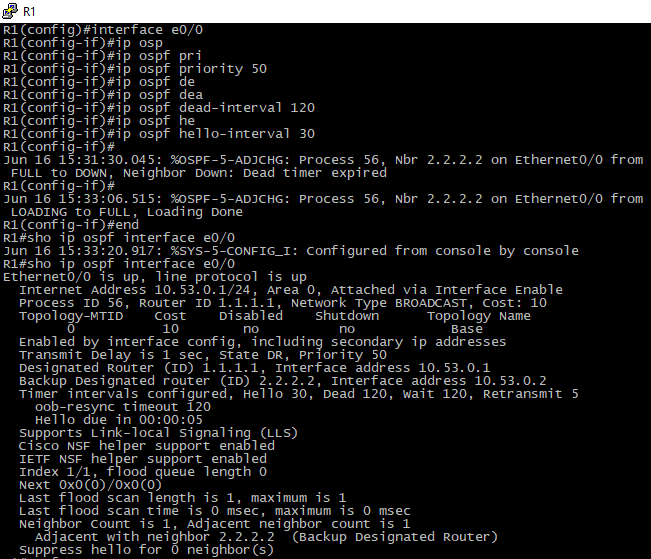 R1
R1(config)#interface e0/0
R1(config-if)#ip osp
R1(config-if)#ip ospf pri
R1(config-if)#ip ospf priority 50
R1(config-if)#ip ospf de
R1(config-if)#ip ospf dea
R1(config-if)#ip ospf dead-interval 120
R1(config-if)#ip ospf he
R1(config-if)#ip ospf hello-interval 30
R1(config-if)#
Jun 16 15:31:30.045: %OSPF-5-ADJCHG: Process 56, Nbr 2.2.2.2 on Ethernet0/0 from
FULL to DOWN, Neighbor Down: Dead timer expired
R1(config-if)#
Jun 16 15:33:06.515: %OSPF-5-ADJCHG: Process 56, Nbr 2.2.2.2 on Ethernet0/0 from
LOADING to FULL, Loading Done
R1(config-if)#end
R1#sho ip ospf interface e0/0
Jun 16 15:33:20.917: %SYS-5-CONFIG_I: Configured from console by console
R1#sho ip ospf interface e0/0
Ethernet0/0 is up, line protocol is up
Internet Address 10.53.0.1/24, Area 0, Attached via Interface Enable
Process ID 56, Router ID 1.1.1.1, Network Type BROADCAST, Cost: 10
Topology-MTID Cost Disabled Shutdown Topology Name
0 10 no no Base
Enabled by interface config, including secondary ip addresses
Transmit Delay is 1 sec, State DR, Priority 50
Designated Router (ID) 1.1.1.1, Interface address 10.53.0.1
Backup Designated router (ID) 2.2.2.2, Interface address 10.53.0.2
Timer intervals configured, Hello 30, Dead 120, Wait 120, Retransmit 5
oob-resync timeout 120
Hello due in 00:00:05
Supports Link-local Signaling (LLS)
Cisco NSF helper support enabled
IETF NSF helper support enabled
Index 1/1, flood queue length 0
Next 0x0(0)/0x0(0)
Last flood scan length is 1, maximum is 1
Last flood scan time is 0 msec, maximum is 0 msec
Neighbor Count is 1, Adjacent neighbor count is 1
Adjacent with neighbor 2.2.2.2 (Backup Designated Router)
Suppress hello for 0 neighbor(s)